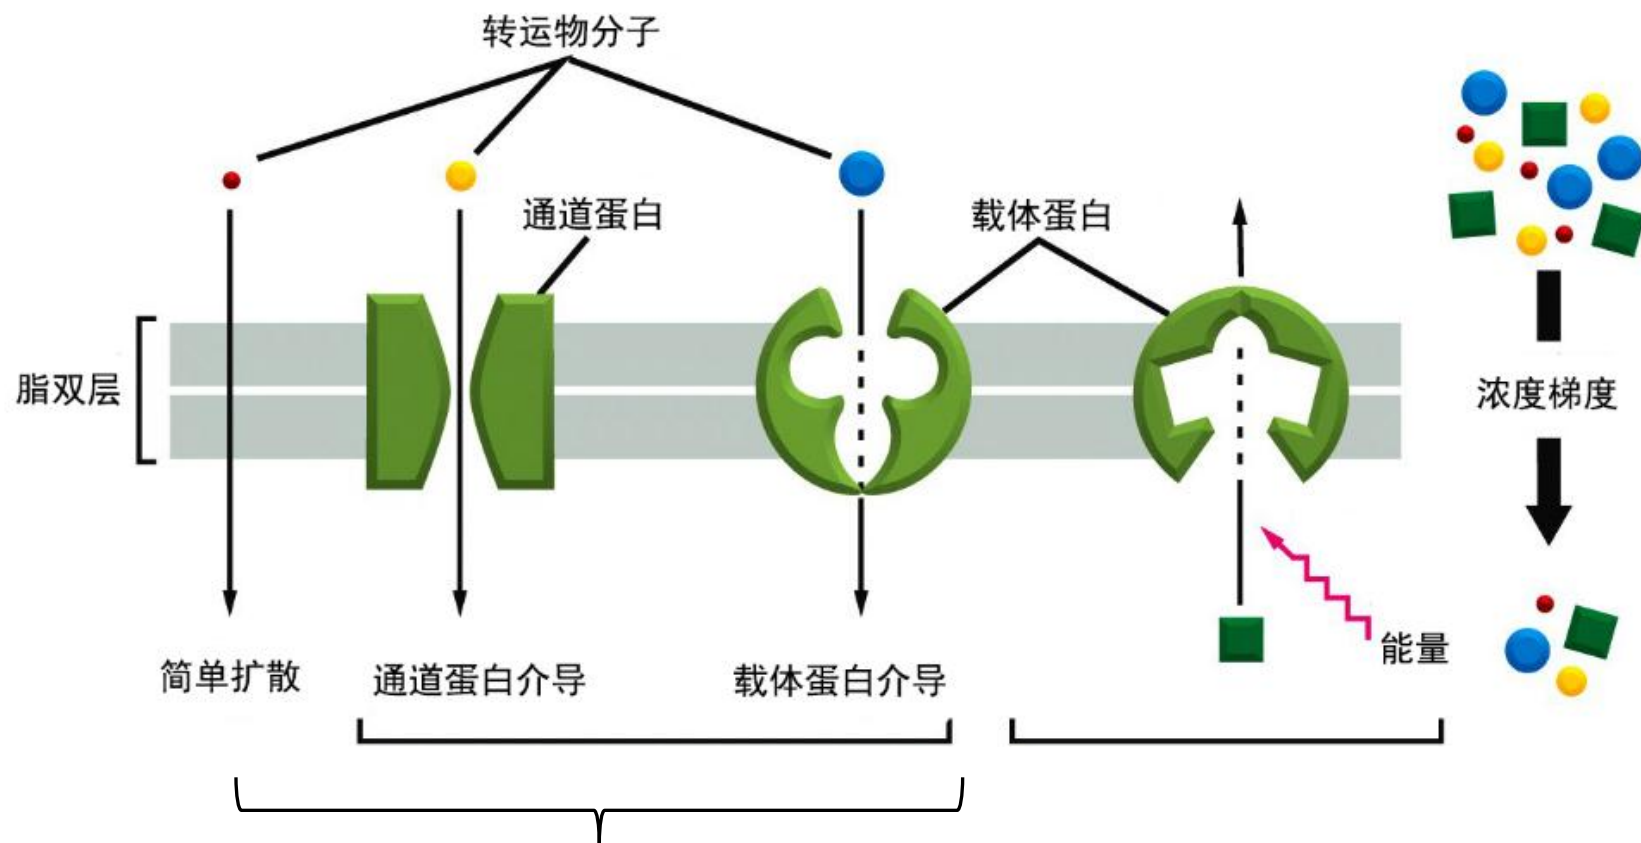 转运物分子
通道蛋白
载体蛋白
脂双层
浓度梯度
能量
简单扩散
通道蛋白介导
载体蛋白介导